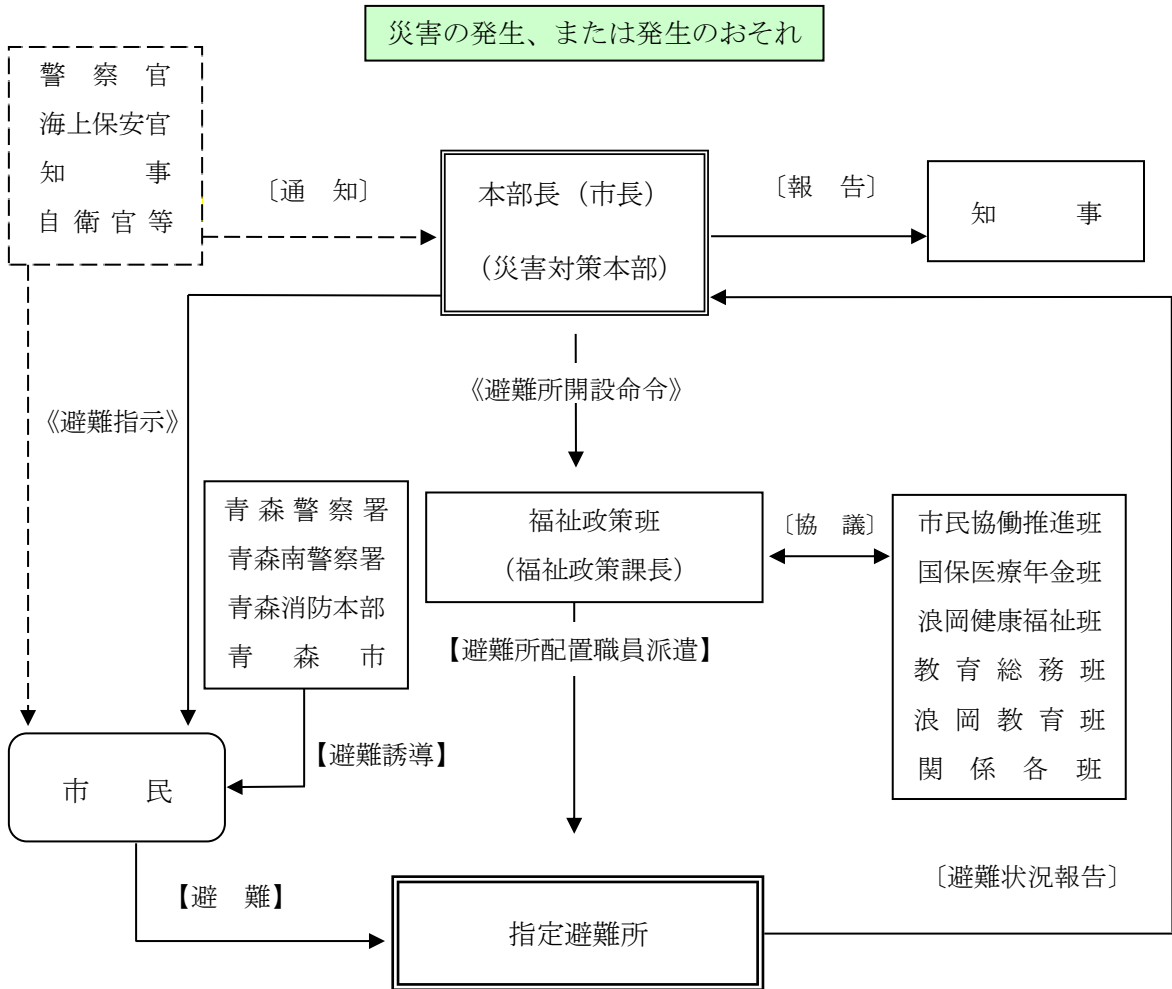 災害の発生、または発生のおそれ
警察官
海上保安官
知事
自衛官等
〔通 知〕
本部長(市長)
(災害対策本部)
〔報 告〕
知事
《避難指示》
《避難所開設命令》
青森警察署
青森南警察署
青森消防本部
青森市
福祉政策班
(福祉政策課長)
〔協 議〕
市民協働推進班
国保医療年金班
浪岡健康福祉班
教育総務班
浪岡教育班
関係各班
【避難所配置職員派遣】
【避難誘導】
市民
【避 難】
指定避難所
〔避難状況報告〕